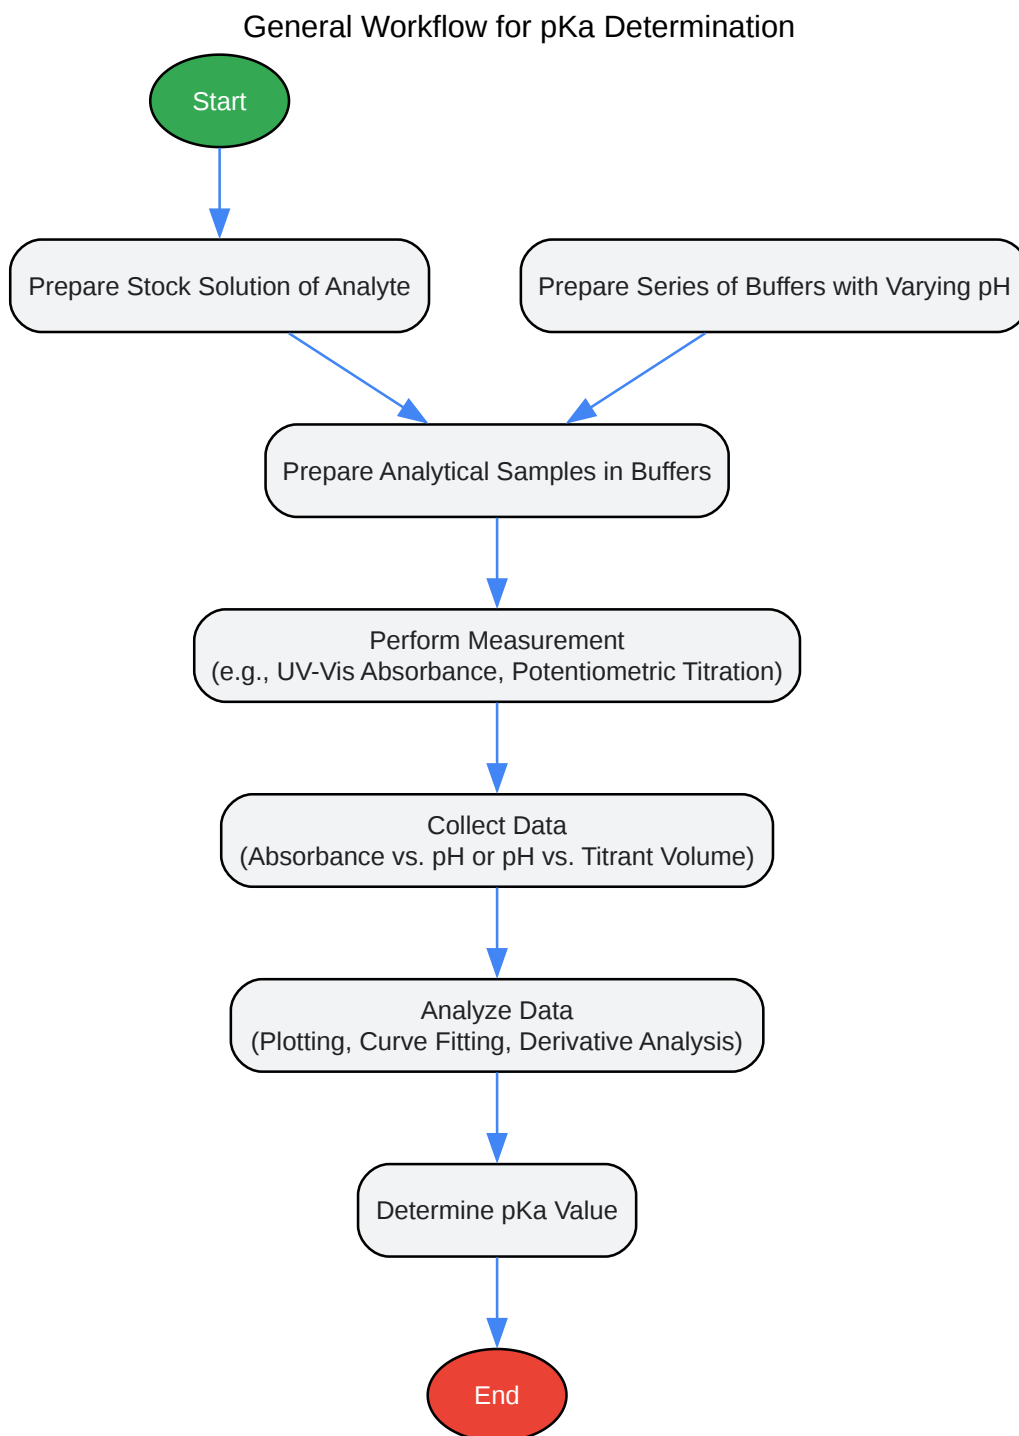 General Workflow for pKa Determination
Start
Prepare Stock Solution of Analyte
Prepare Series of Buffers with Varying pH
Prepare Analytical Samples in Buffers
Perform Measurement
(e.g., UV-Vis Absorbance, Potentiometric Titration)
Collect Data
(Absorbance vs. pH or pH vs. Titrant Volume)
Analyze Data
(Plotting, Curve Fitting, Derivative Analysis)
Determine pKa Value
End